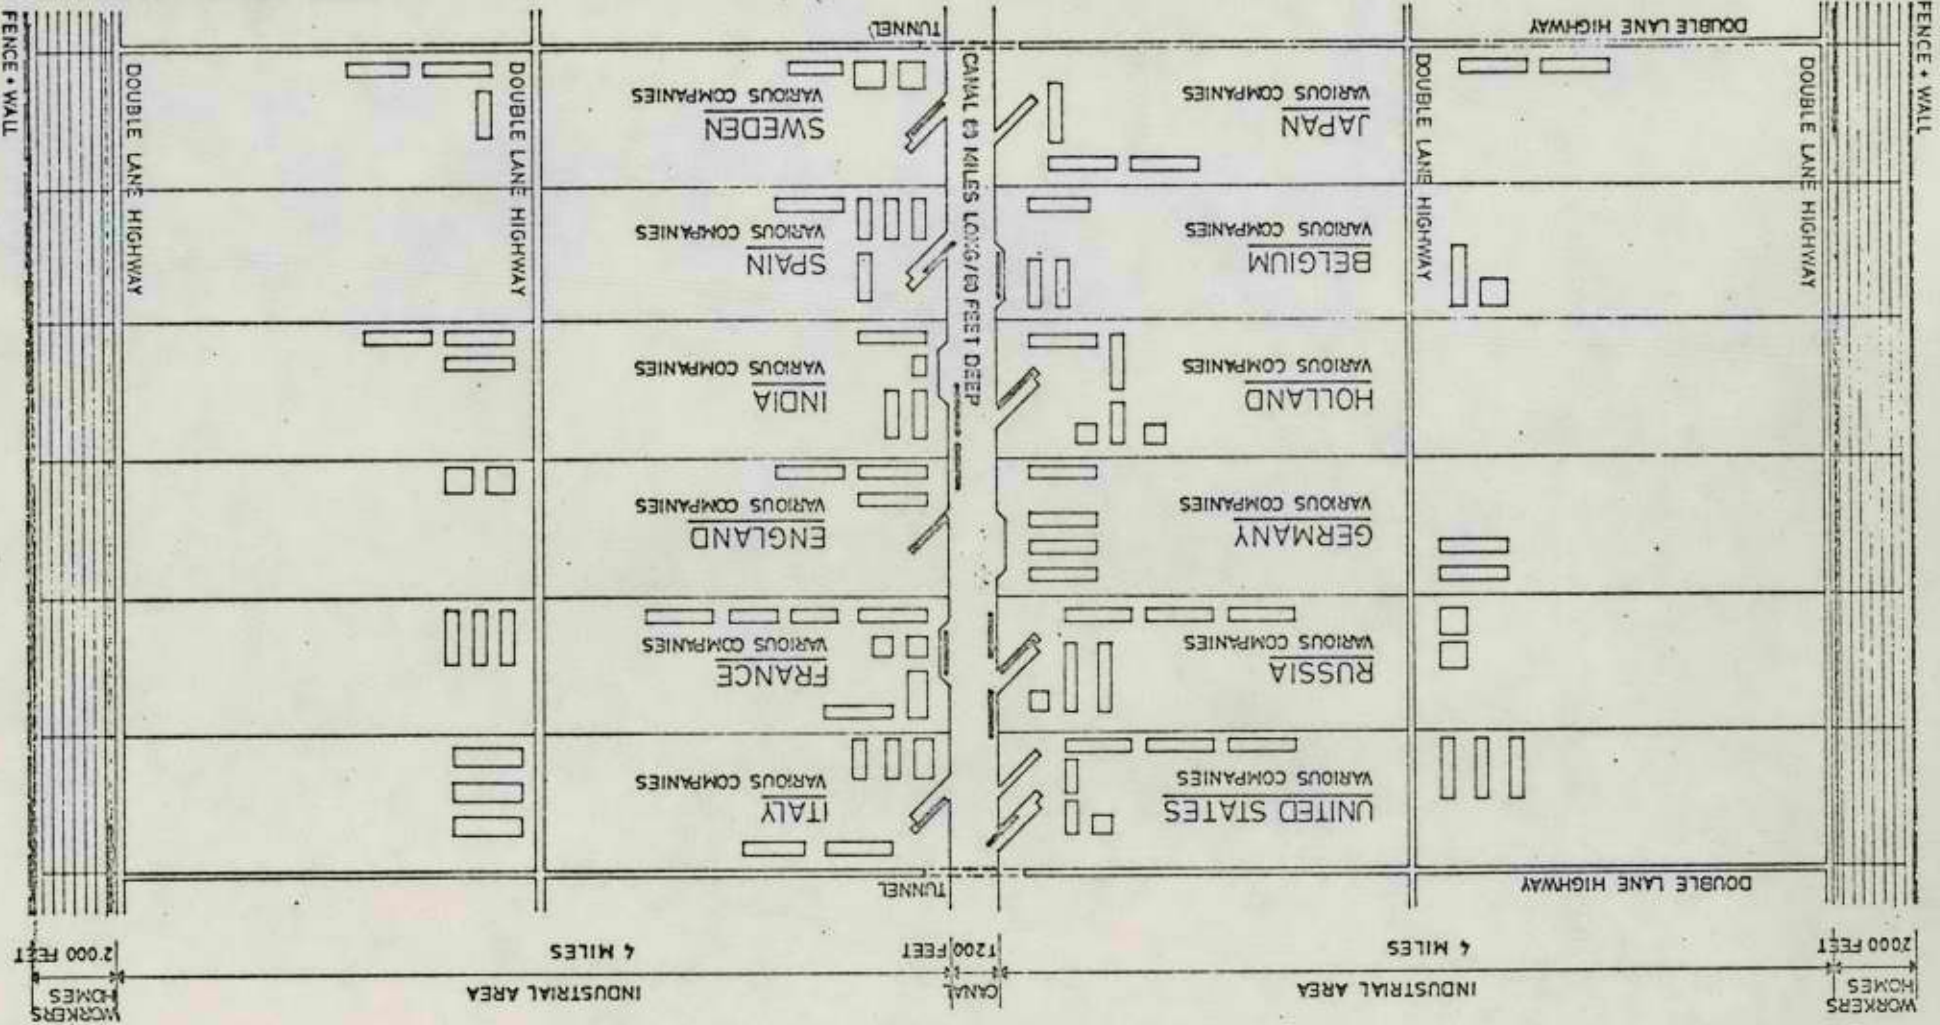 WORKERS
HOMES
INDUSTRIAL AREA
CANAL
INDUSTRIAL AREA
WORKERS
HOMES
2'000 FEET
4 MILES
1'200 FEET
4 MILES
2'000 FEET
DOUBLE LANE HIGHWAY
TUNNEL
UNITED STATES
VARIOUS COMPANIES
ITALY
VARIOUS COMPANIES
RUSSIA
VARIOUS COMPANIES
FRANCE
VARIOUS COMPANIES
GERMANY
VARIOUS COMPANIES
ENGLAND
VARIOUS COMPANIES
HOLLAND
VARIOUS COMPANIES
INDIA
VARIOUS COMPANIES
BELGIUM
VARIOUS COMPANIES
SPAIN
VARIOUS COMPANIES
JAPAN
VARIOUS COMPANIES
SWEDEN
VARIOUS COMPANIES
FENCE + WALL
DOUBLE LANE HIGHWAY
DOUBLE LANE HIGHWAY
CANAL 60 MILES LONG/60 FEET DEEP
DOUBLE LANE HIGHWAY
DOUBLE LANE HIGHWAY
FENCE + WALL
DOUBLE LANE HIGHWAY
TUNNEL